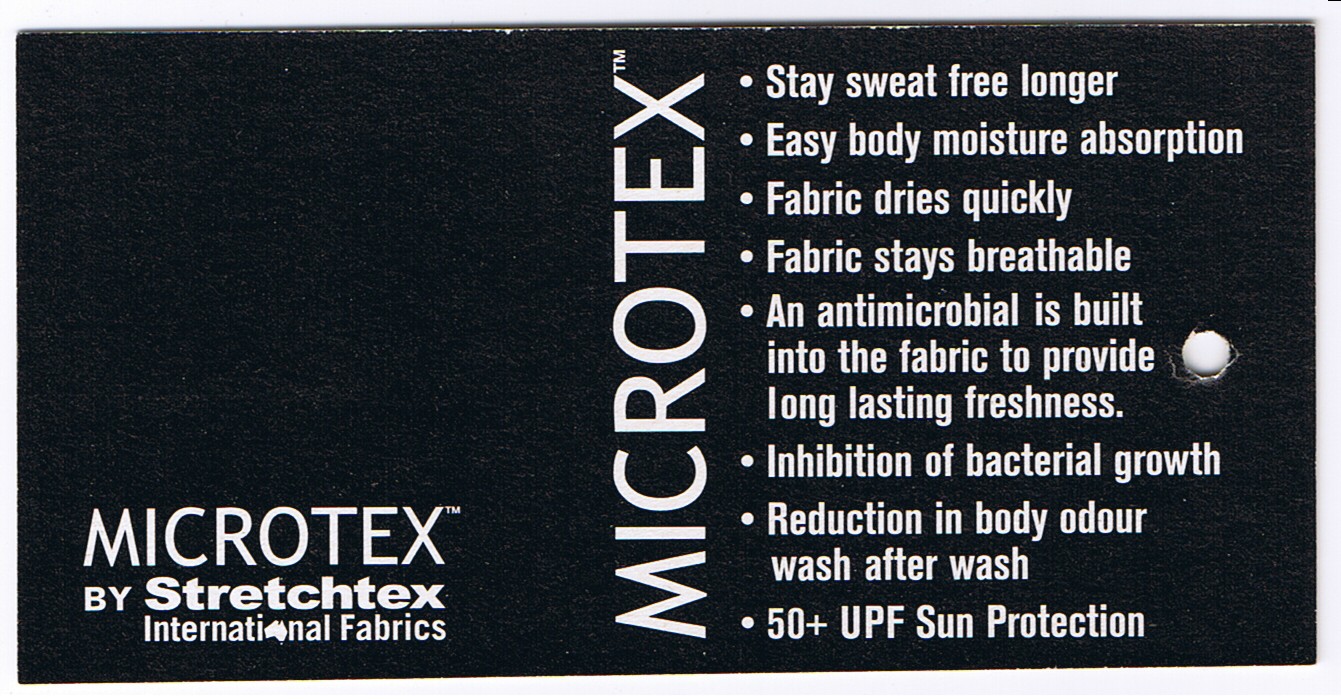 MICROTEX™
BY Stretchtex
International Fabrics
MICROTEX™
• Stay sweat free longer
• Easy body moisture absorption
• Fabric dries quickly
• Fabric stays breathable
• An antimicrobial is built
into the fabric to provide
long lasting freshness.
• Inhibition of bacterial growth
• Reduction in body odour
wash after wash
• 50+ UPF Sun Protection